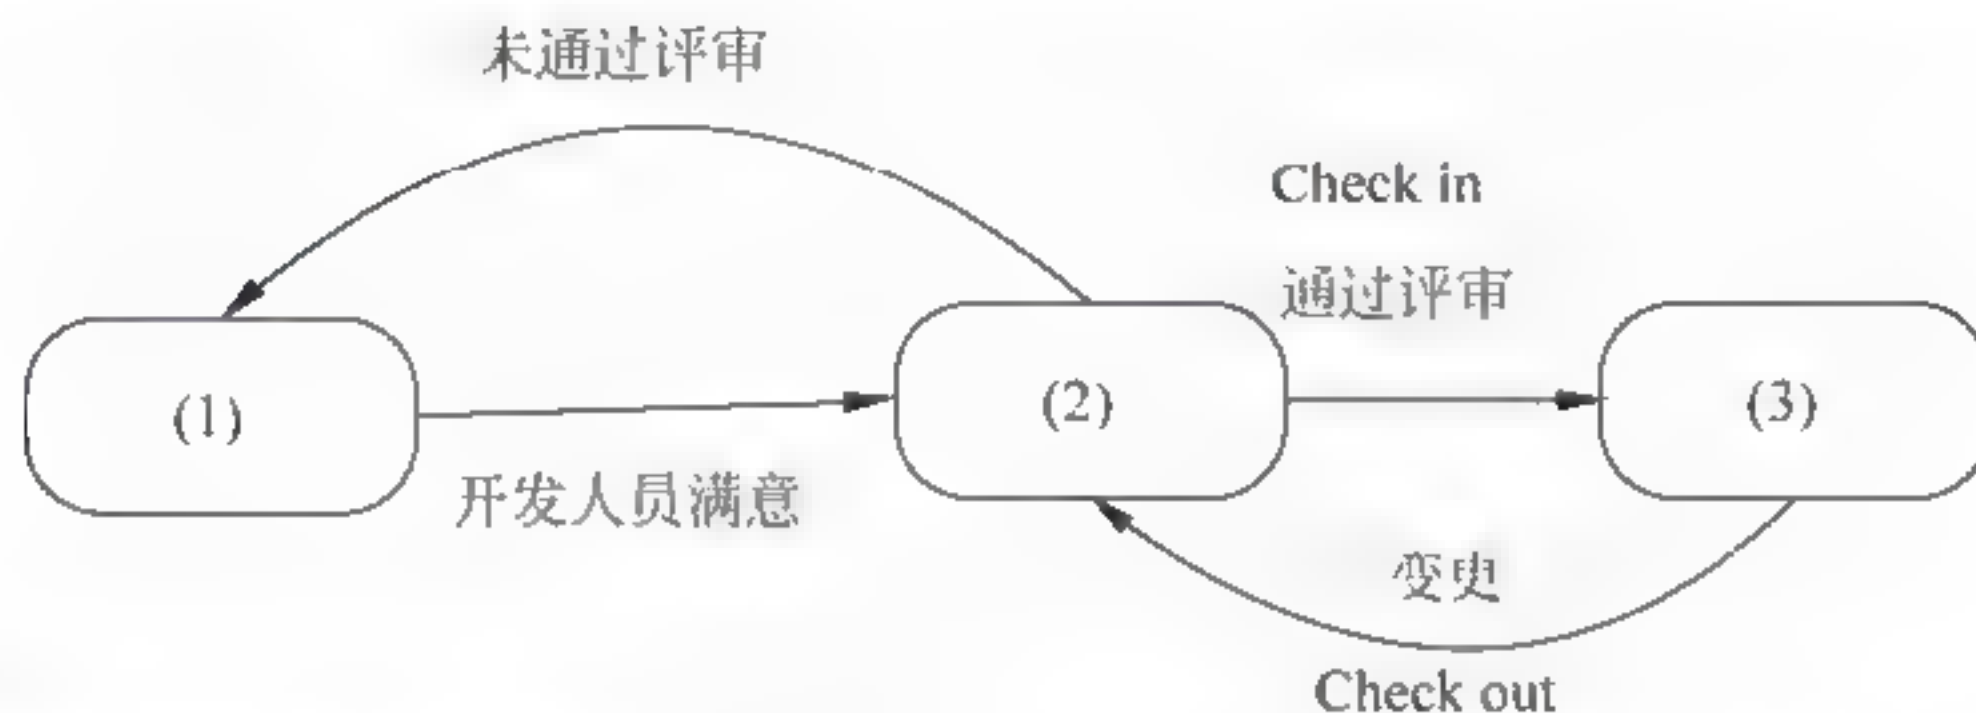 未通过评审
Check in
通过评审
(1)
(2)
(3)
开发人员满意
变更
Check out